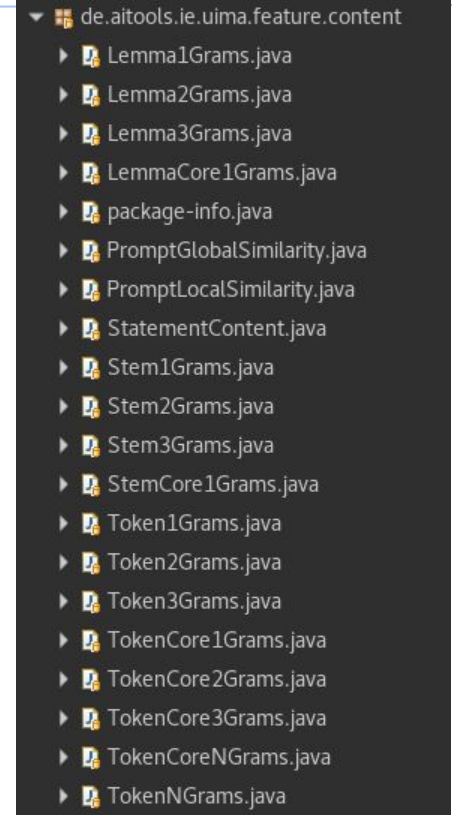 de.aitools.ie.uima.feature.content
Lemma1Grams.java
Lemma2Grams.java
Lemma3Grams.java
LemmaCore1Grams.java
package-info.java
PromptGlobalSimilarity.java
PromptLocalSimilarity.java
StatementContent.java
Stem1Grams.java
Stem2Grams.java
Stem3Grams.java
StemCore1Grams.java
Token1Grams.java
Token2Grams.java
Token3Grams.java
TokenCore1Grams.java
TokenCore2Grams.java
TokenCore3Grams.java
TokenCoreNGrams.java
TokenNGrams.java